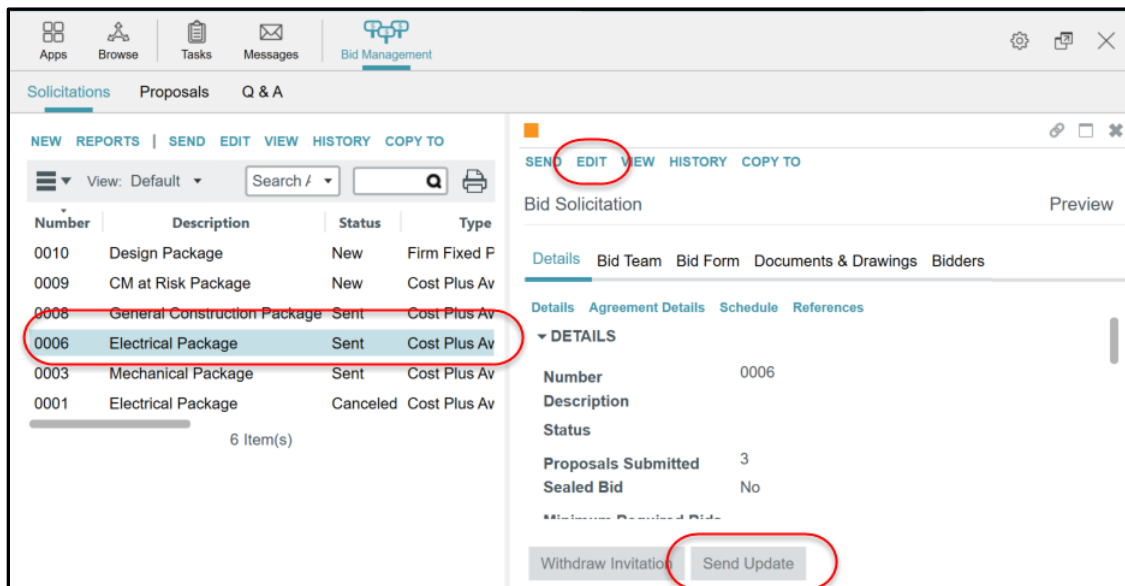 Apps Browse Tasks Messages Bid Management
Solicitations Proposals Q & A
NEW REPORTS | SEND EDIT VIEW HISTORY COPY TO
View: Default Search /
Number Description Status Type
0010 Design Package New Firm Fixed P
0009 CM at Risk Package New Cost Plus Av
0008 General Construction Package Sent Cost Plus Av
0006 Electrical Package Sent Cost Plus Av
0003 Mechanical Package Sent Cost Plus Av
0001 Electrical Package Canceled Cost Plus Av
6 Item(s)
SEND EDIT VIEW HISTORY COPY TO
Bid Solicitation Preview
Details Bid Team Bid Form Documents & Drawings Bidders
Details Agreement Details Schedule References
DETAILS
Number 0006
Description
Status
Proposals Submitted 3
Sealed Bid No
Minimum Required Bids
Withdraw Invitation Send Update